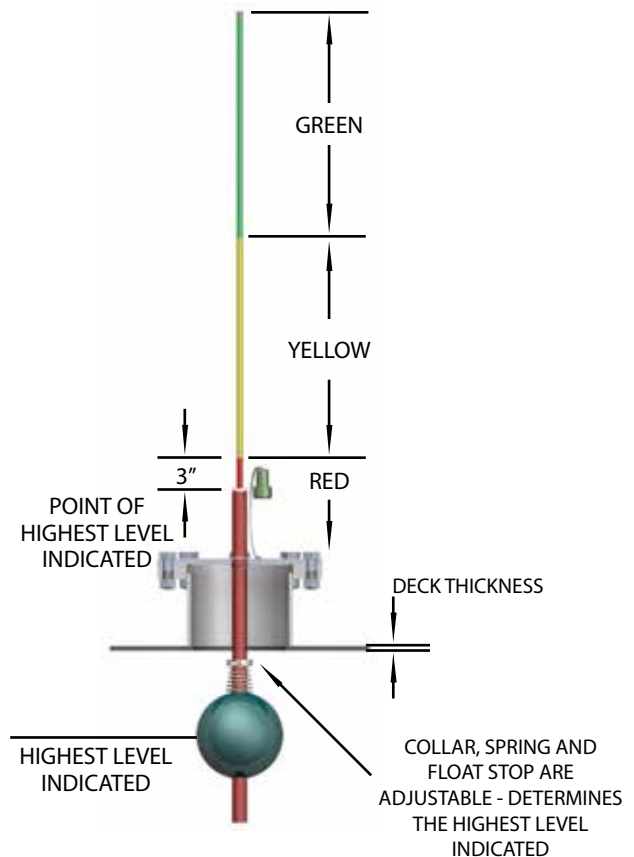 GREEN
YELLOW
3”
RED
POINT OF
HIGHEST LEVEL
INDICATED
DECK THICKNESS
HIGHEST LEVEL
INDICATED
COLLAR, SPRING AND
FLOAT STOP ARE
ADJUSTABLE - DETERMINES
THE HIGHEST LEVEL
INDICATED